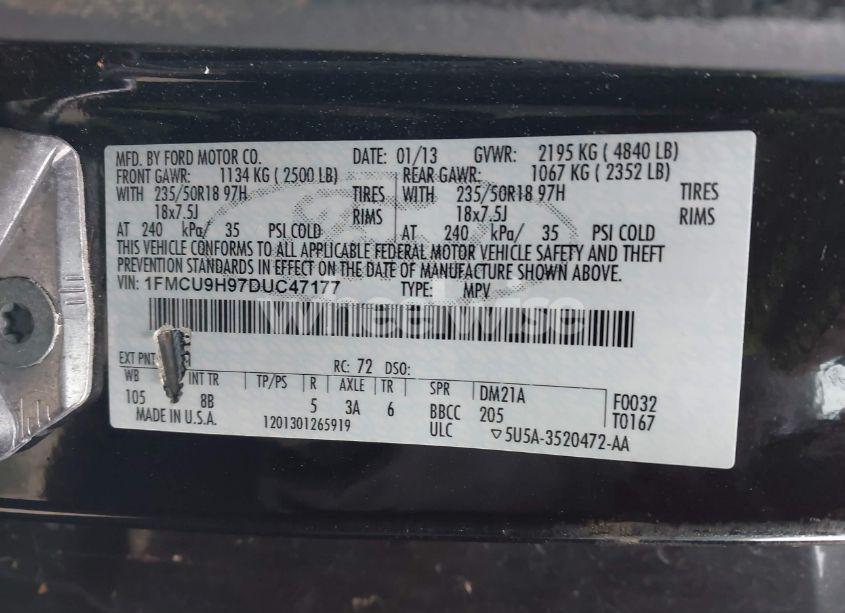 MFD. BY FORD MOTOR CO. DATE: 01/13 GVWR: 2195 KG ( 4840 LB)
FRONT GAWR: 1134 KG ( 2500 LB) REAR GAWR: 1067 KG ( 2352 LB)
WITH 235/50R18 97H TIRES WITH 235/50R18 97H TIRES
18x7.5J RIMS 18x7.5J RIMS
AT 240 kPa/ 35 PSI COLD AT 240 kPa/ 35 PSI COLD
THIS VEHICLE CONFORMS TO ALL APPLICABLE FEDERAL MOTOR VEHICLE SAFETY AND THEFT
PREVENTION STANDARDS IN EFFECT ON THE DATE OF MANUFACTURE SHOWN ABOVE.
VIN: 1FMCU9H97DUC47177 TYPE: MPV
wheelwise
EXT PNT RC: 72 DSO:
WB INT TR TP/PS R AXLE TR SPR DM21A F0032
105 8B 5 3A 6 BBCC 205 T0167
MADE IN U.S.A. 1201301265919 ULC ▽5U5A-3520472-AA